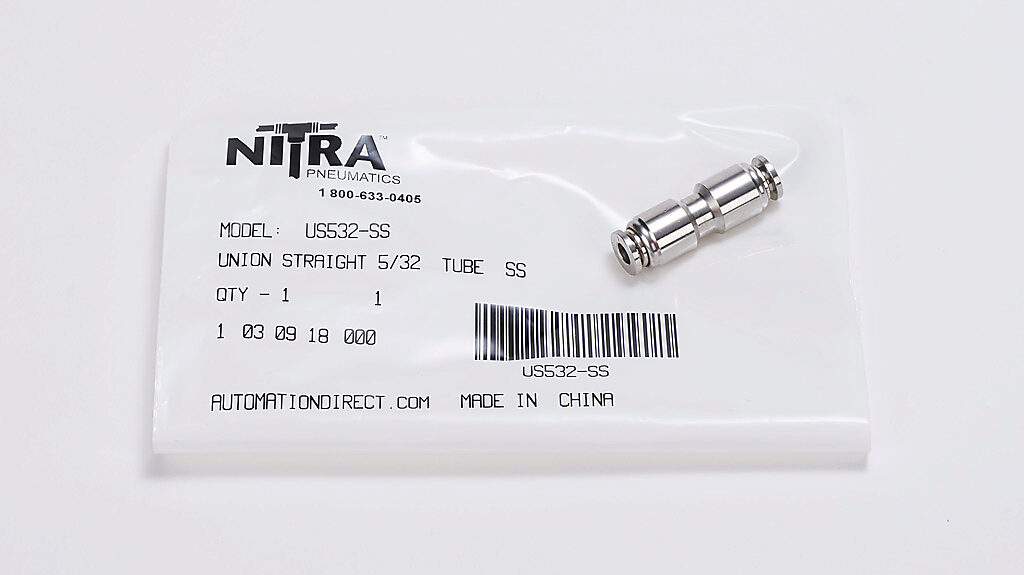 NITRA™
PNEUMATICS
1 800-633-0405
MODEL: US532-SS
UNION STRAIGHT 5/32 TUBE SS
QTY - 1 1
1 03 09 18 000
US532-SS
AUTOMATIONDIRECT.COM MADE IN CHINA